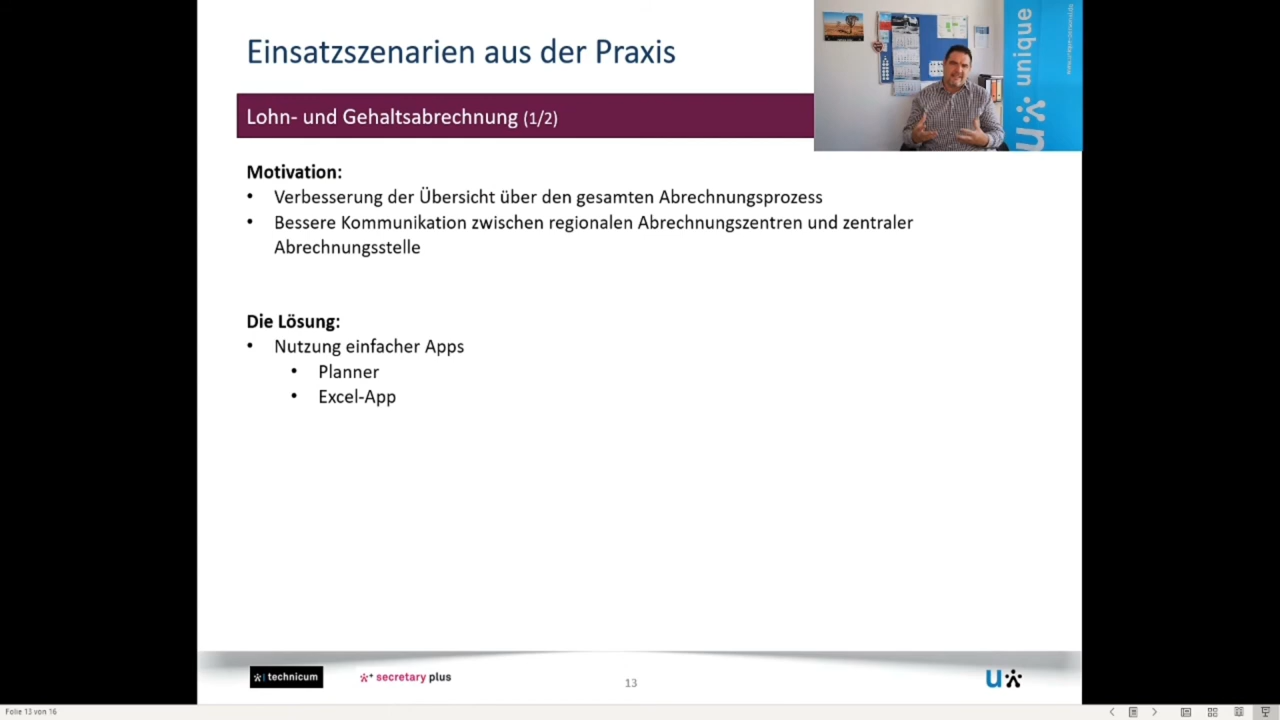 Einsatzszenarien aus der Praxis
unique
Lohn- und Gehaltsabrechnung (1/2)
Motivation:
• Verbesserung der Übersicht über den gesamten Abrechnungsprozess
• Bessere Kommunikation zwischen regionalen Abrechnungszentren und zentraler
Abrechnungsstelle
Die Lösung:
• Nutzung einfacher Apps
• Planner
• Excel-App
technicum
secretary plus
13
u
Folie 13 von 16